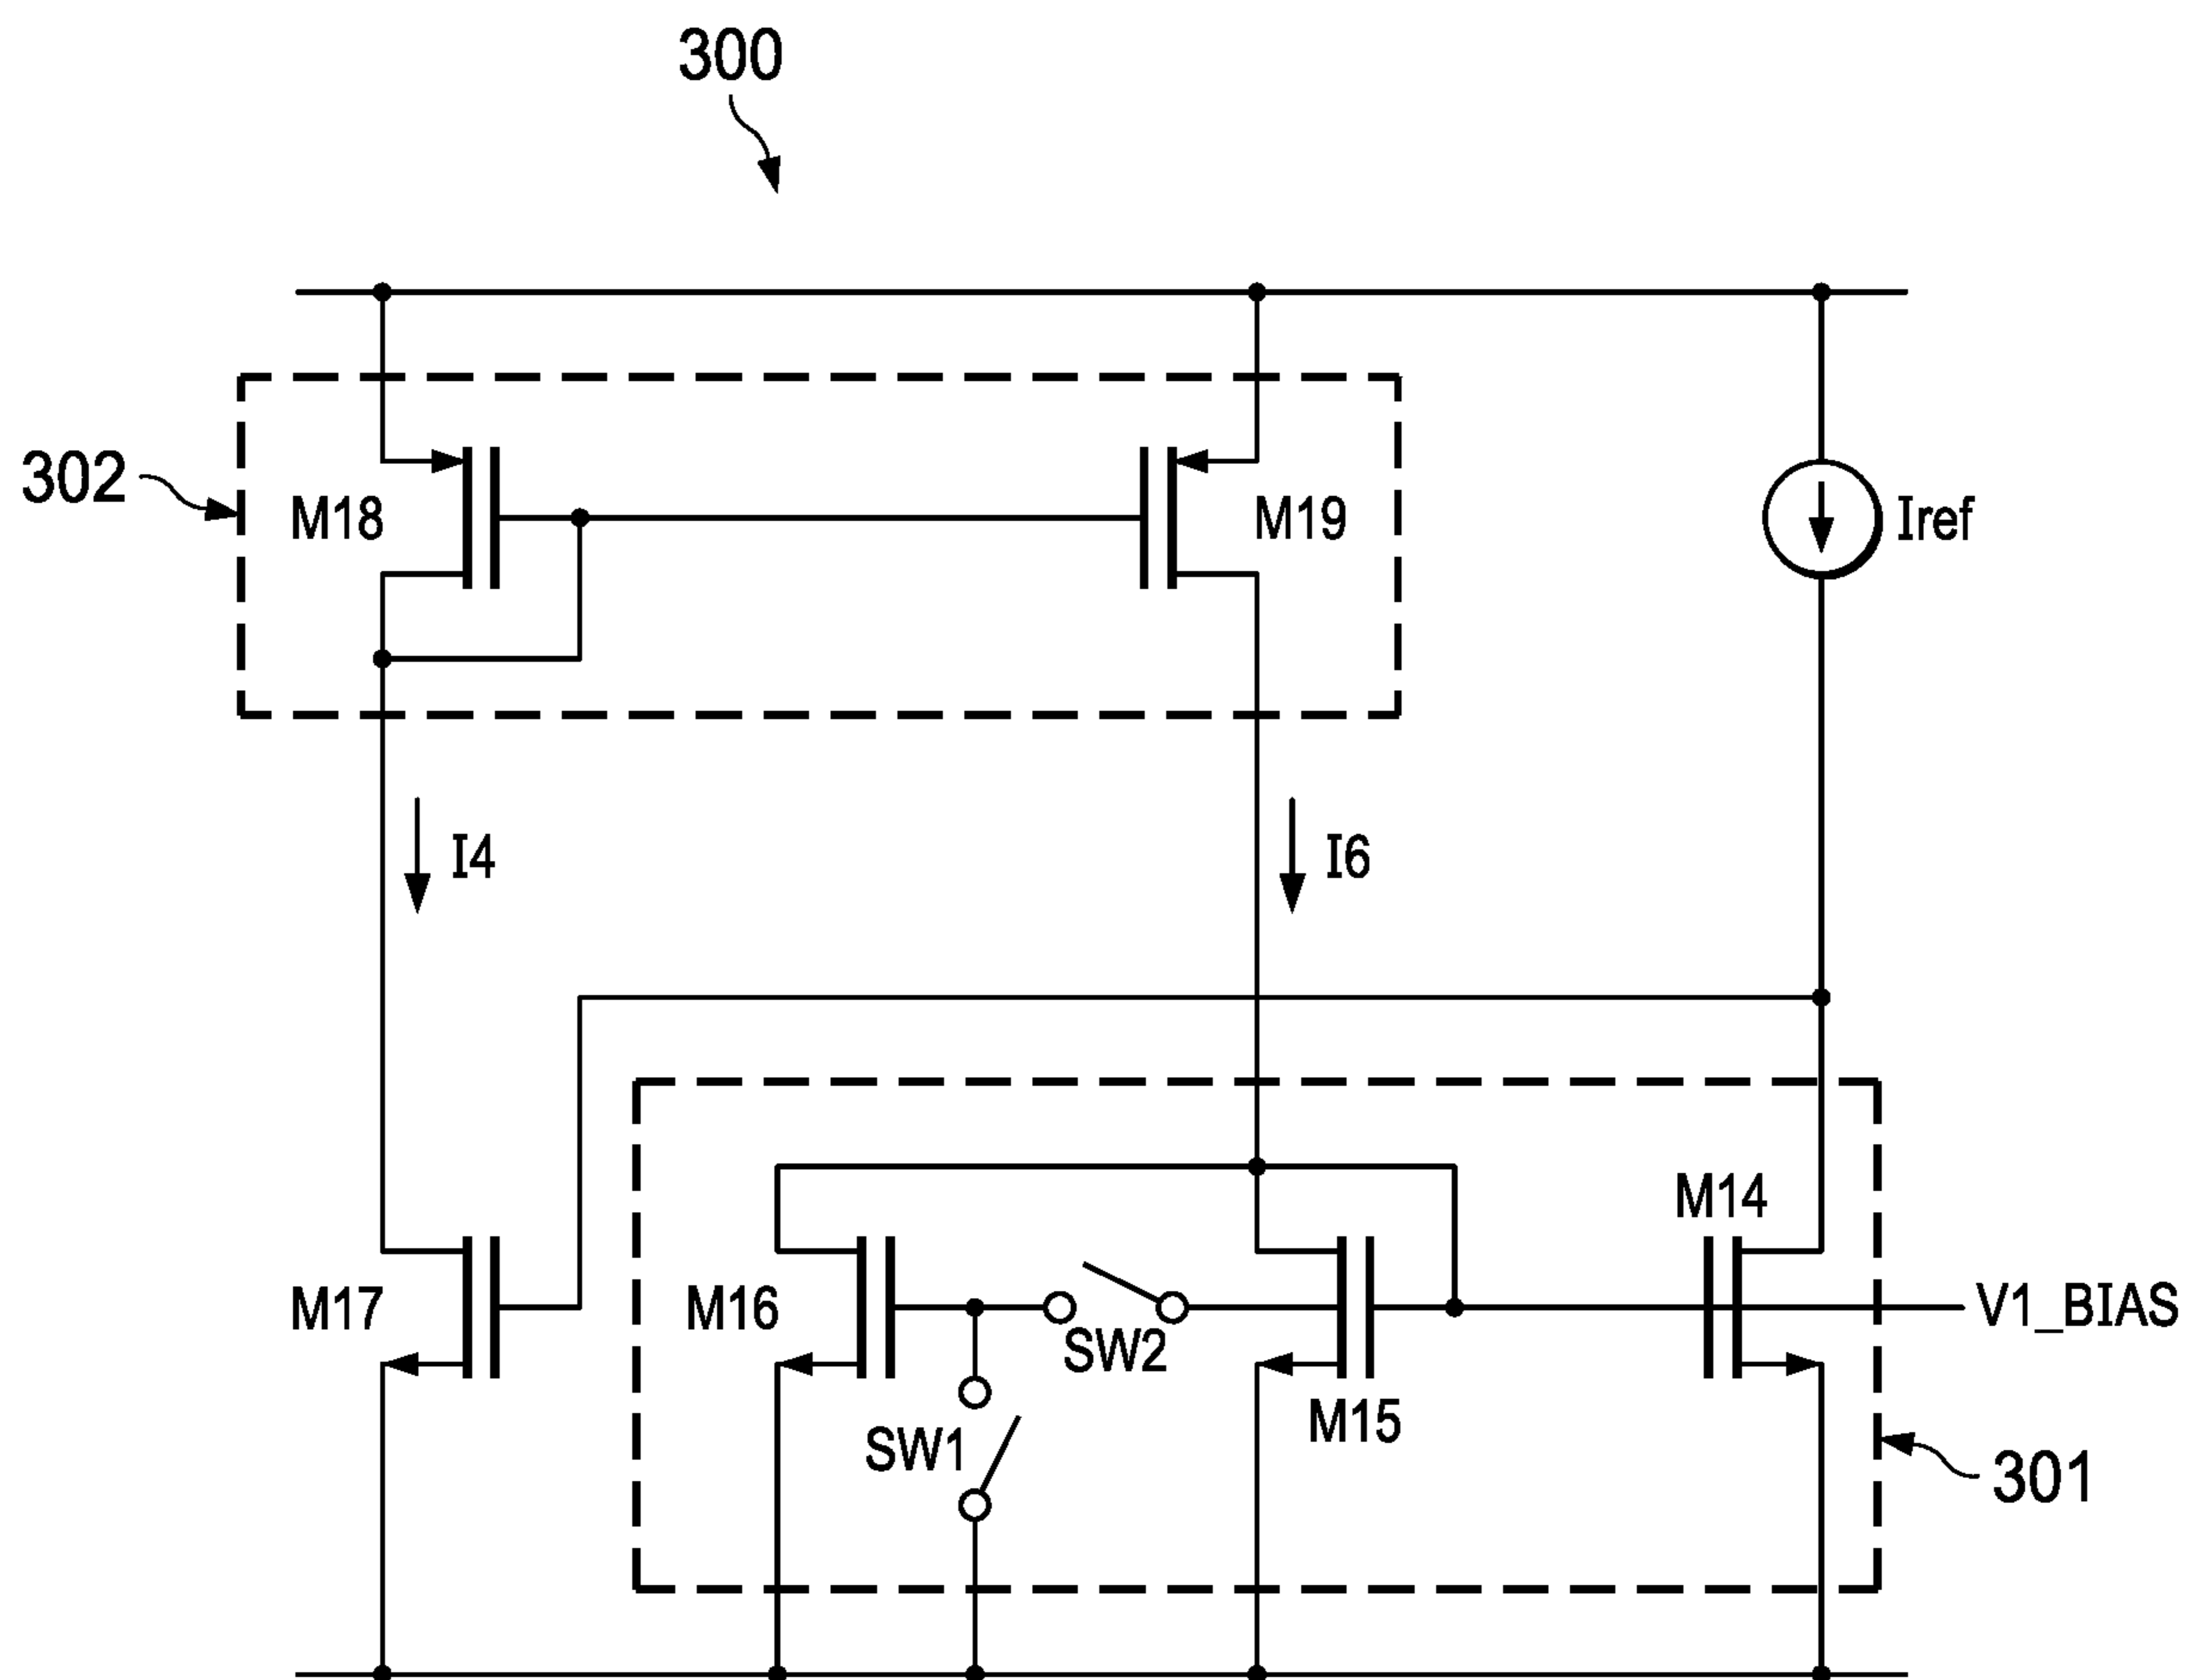 300
302
M18
M19
Iref
I4
I6
M14
M17
M16
SW2
V1_BIAS
M15
SW1
301